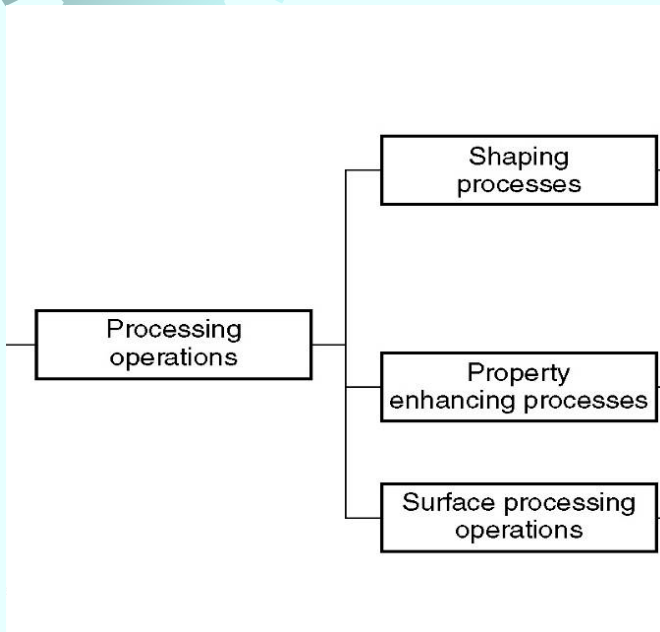 Shaping
processes
Processing
operations
Property
enhancing processes
Surface processing
operations